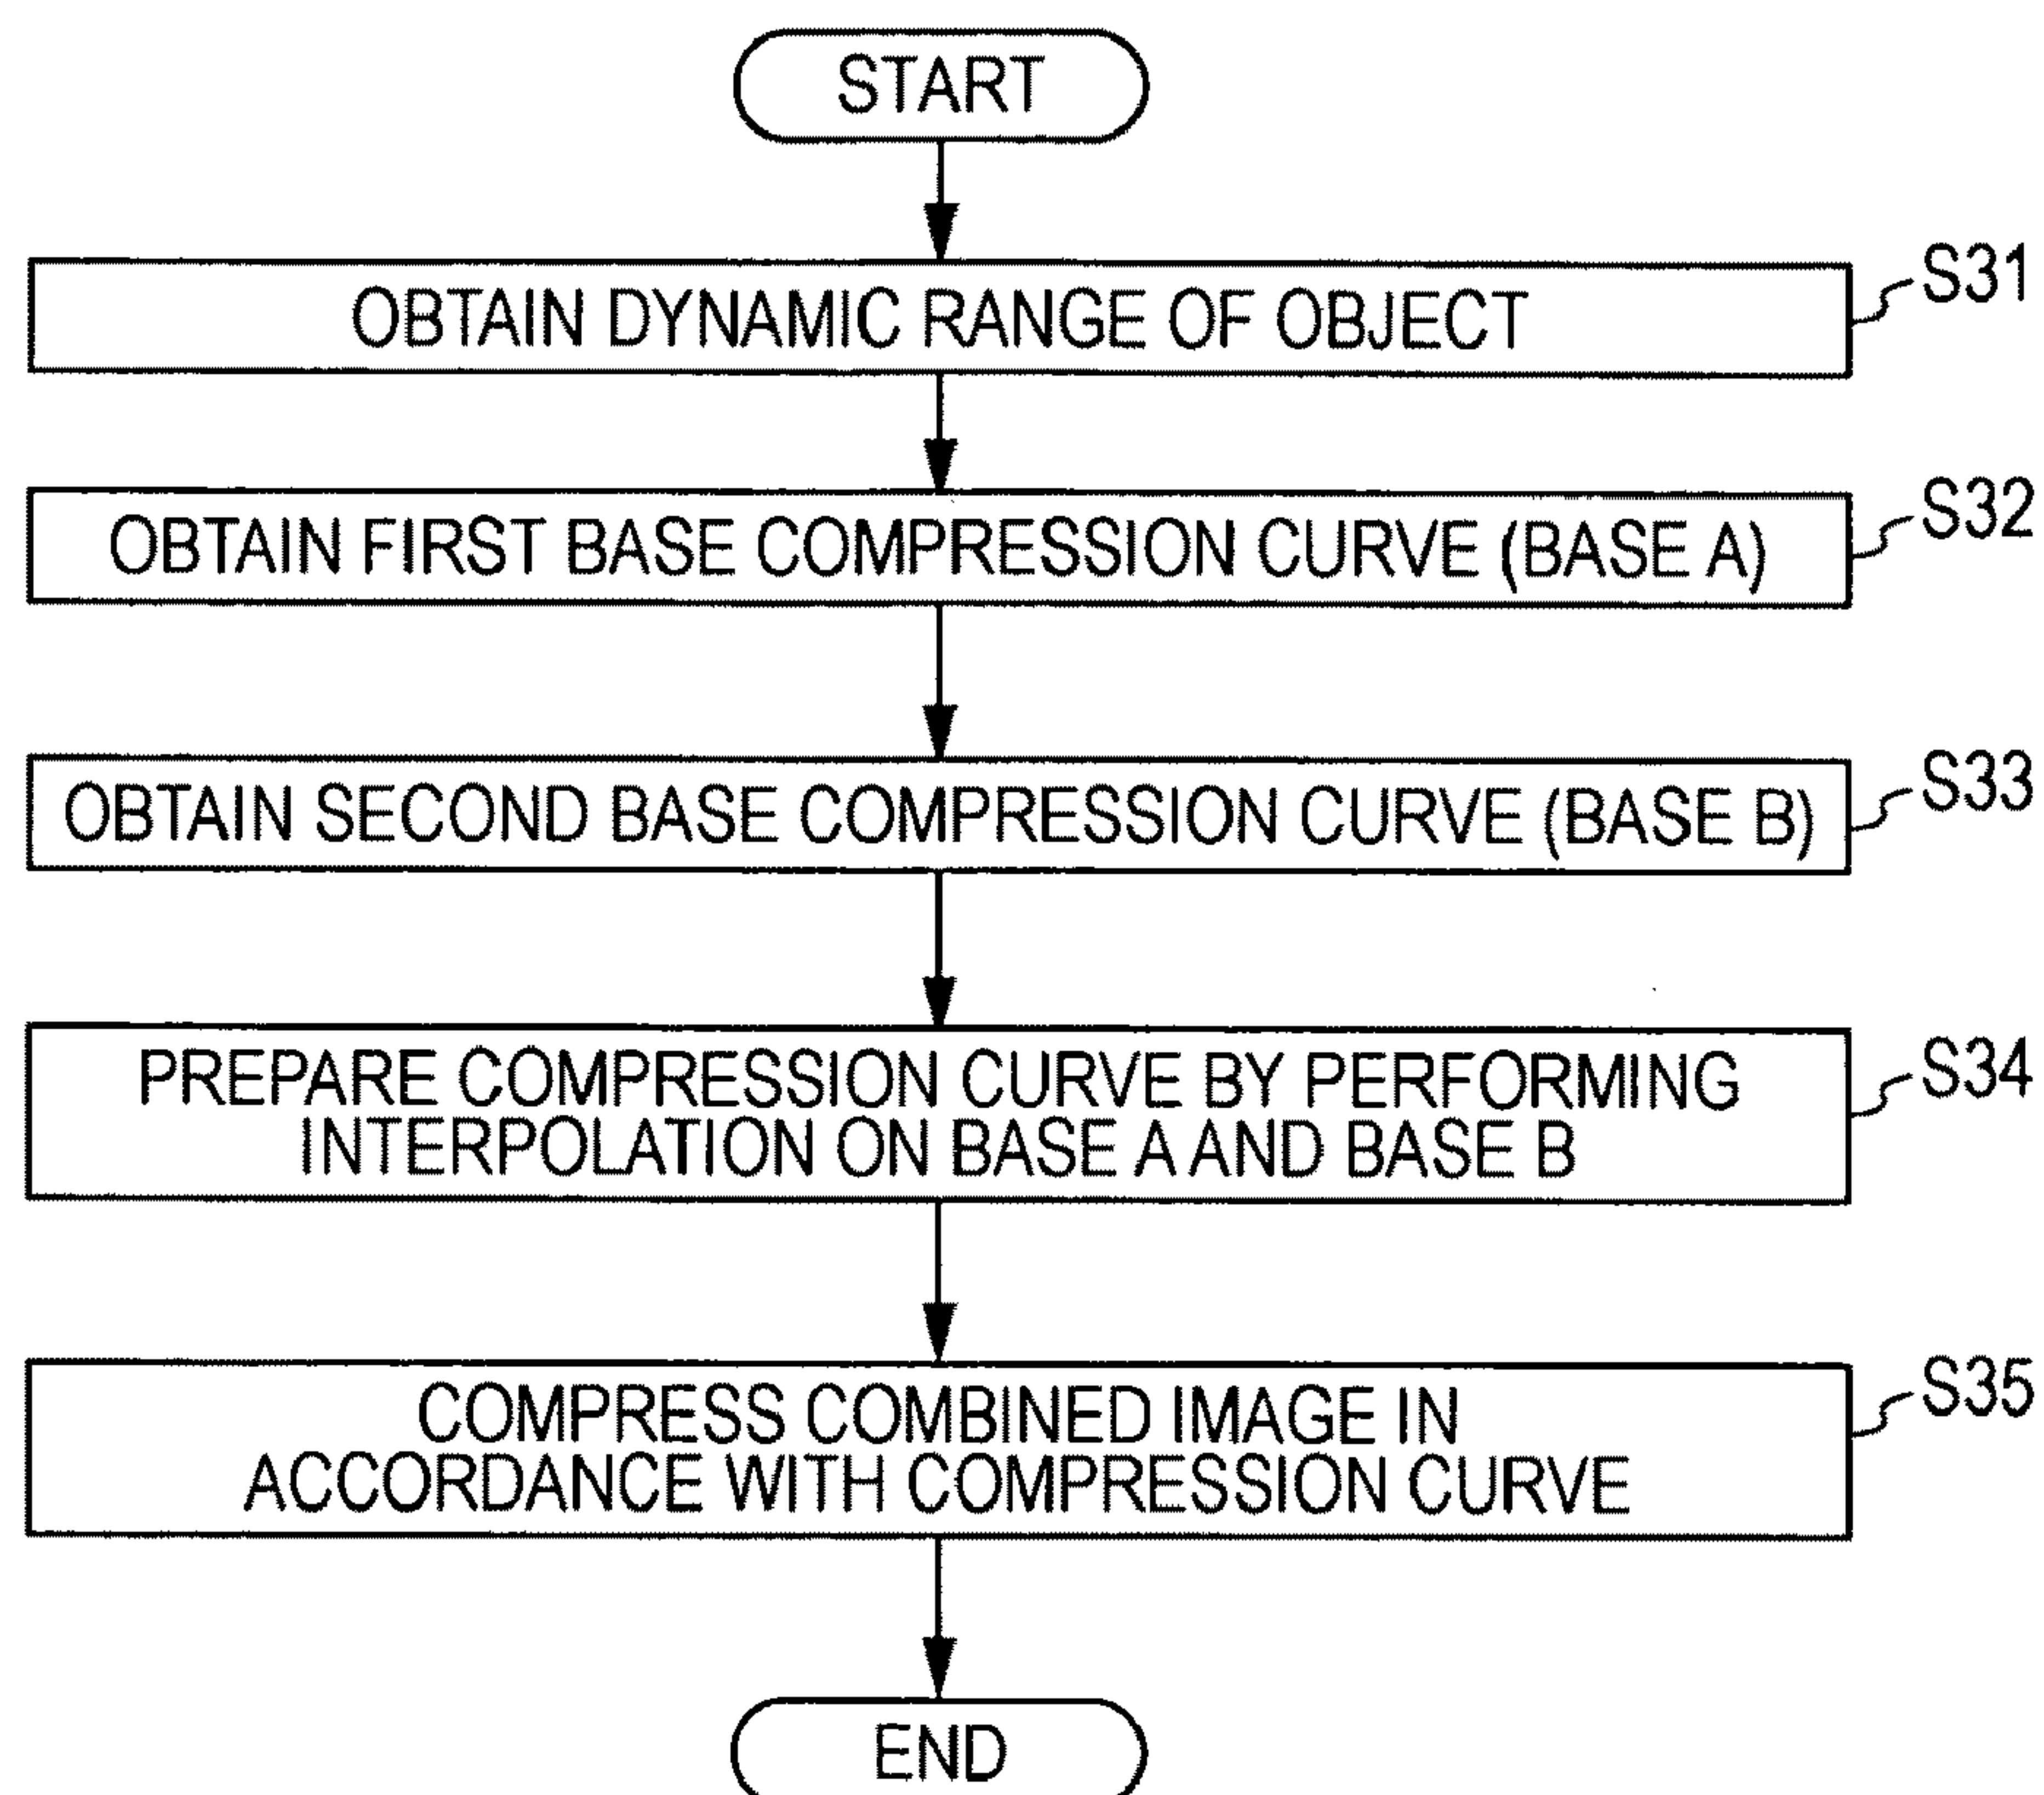 START
OBTAIN DYNAMIC RANGE OF OBJECT
S31
OBTAIN FIRST BASE COMPRESSION CURVE (BASE A)
S32
OBTAIN SECOND BASE COMPRESSION CURVE (BASE B)
S33
PREPARE COMPRESSION CURVE BY PERFORMING
INTERPOLATION ON BASE A AND BASE B
S34
COMPRESS COMBINED IMAGE IN
ACCORDANCE WITH COMPRESSION CURVE
S35
END